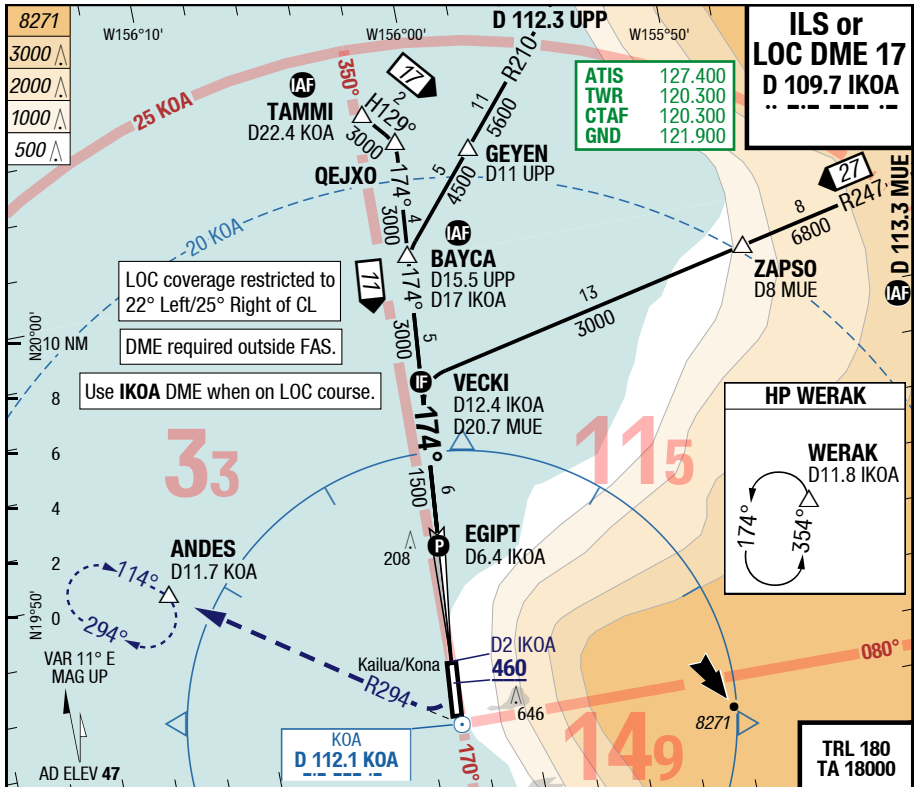 8271
3000
2000
1000
500
W156°10'
W156°00'
W155°50'
D 112.3 UPP
ILS or
LOC DME 17
D 109.7 IKOA
ATIS 127.400
TWR 120.300
CTAF 120.300
GND 121.900
25 KOA
350°
17
R210
11
5600
IAF
TAMMI
D22.4 KOA
2
H129°
3000
GEYEN
D11 UPP
5
4500
QEJXO
174°
4
3000
20 KOA
27
R247
8
6800
D 113.3 MUE
IAF
IAF
BAYCA
D15.5 UPP
D17 IKOA
ZAPSO
D8 MUE
LOC coverage restricted to
22° Left/25° Right of CL
11
174°
5
3000
13
3000
N20°00'
10 NM
DME required outside FAS.
Use IKOA DME when on LOC course.
IF
VECKI
D12.4 IKOA
D20.7 MUE
8
6
4
2
0
174°
6
1500
33
115
HP WERAK
WERAK
D11.8 IKOA
174°
354°
P
EGIPT
D6.4 IKOA
208
ANDES
D11.7 KOA
114°
294°
N19°50'
VAR 11° E
MAG UP
AD ELEV 47
R294
Kailua/Kona
D2 IKOA
460
646
080°
8271
149
KOA
D 112.1 KOA
170°
TRL 180
TA 18000